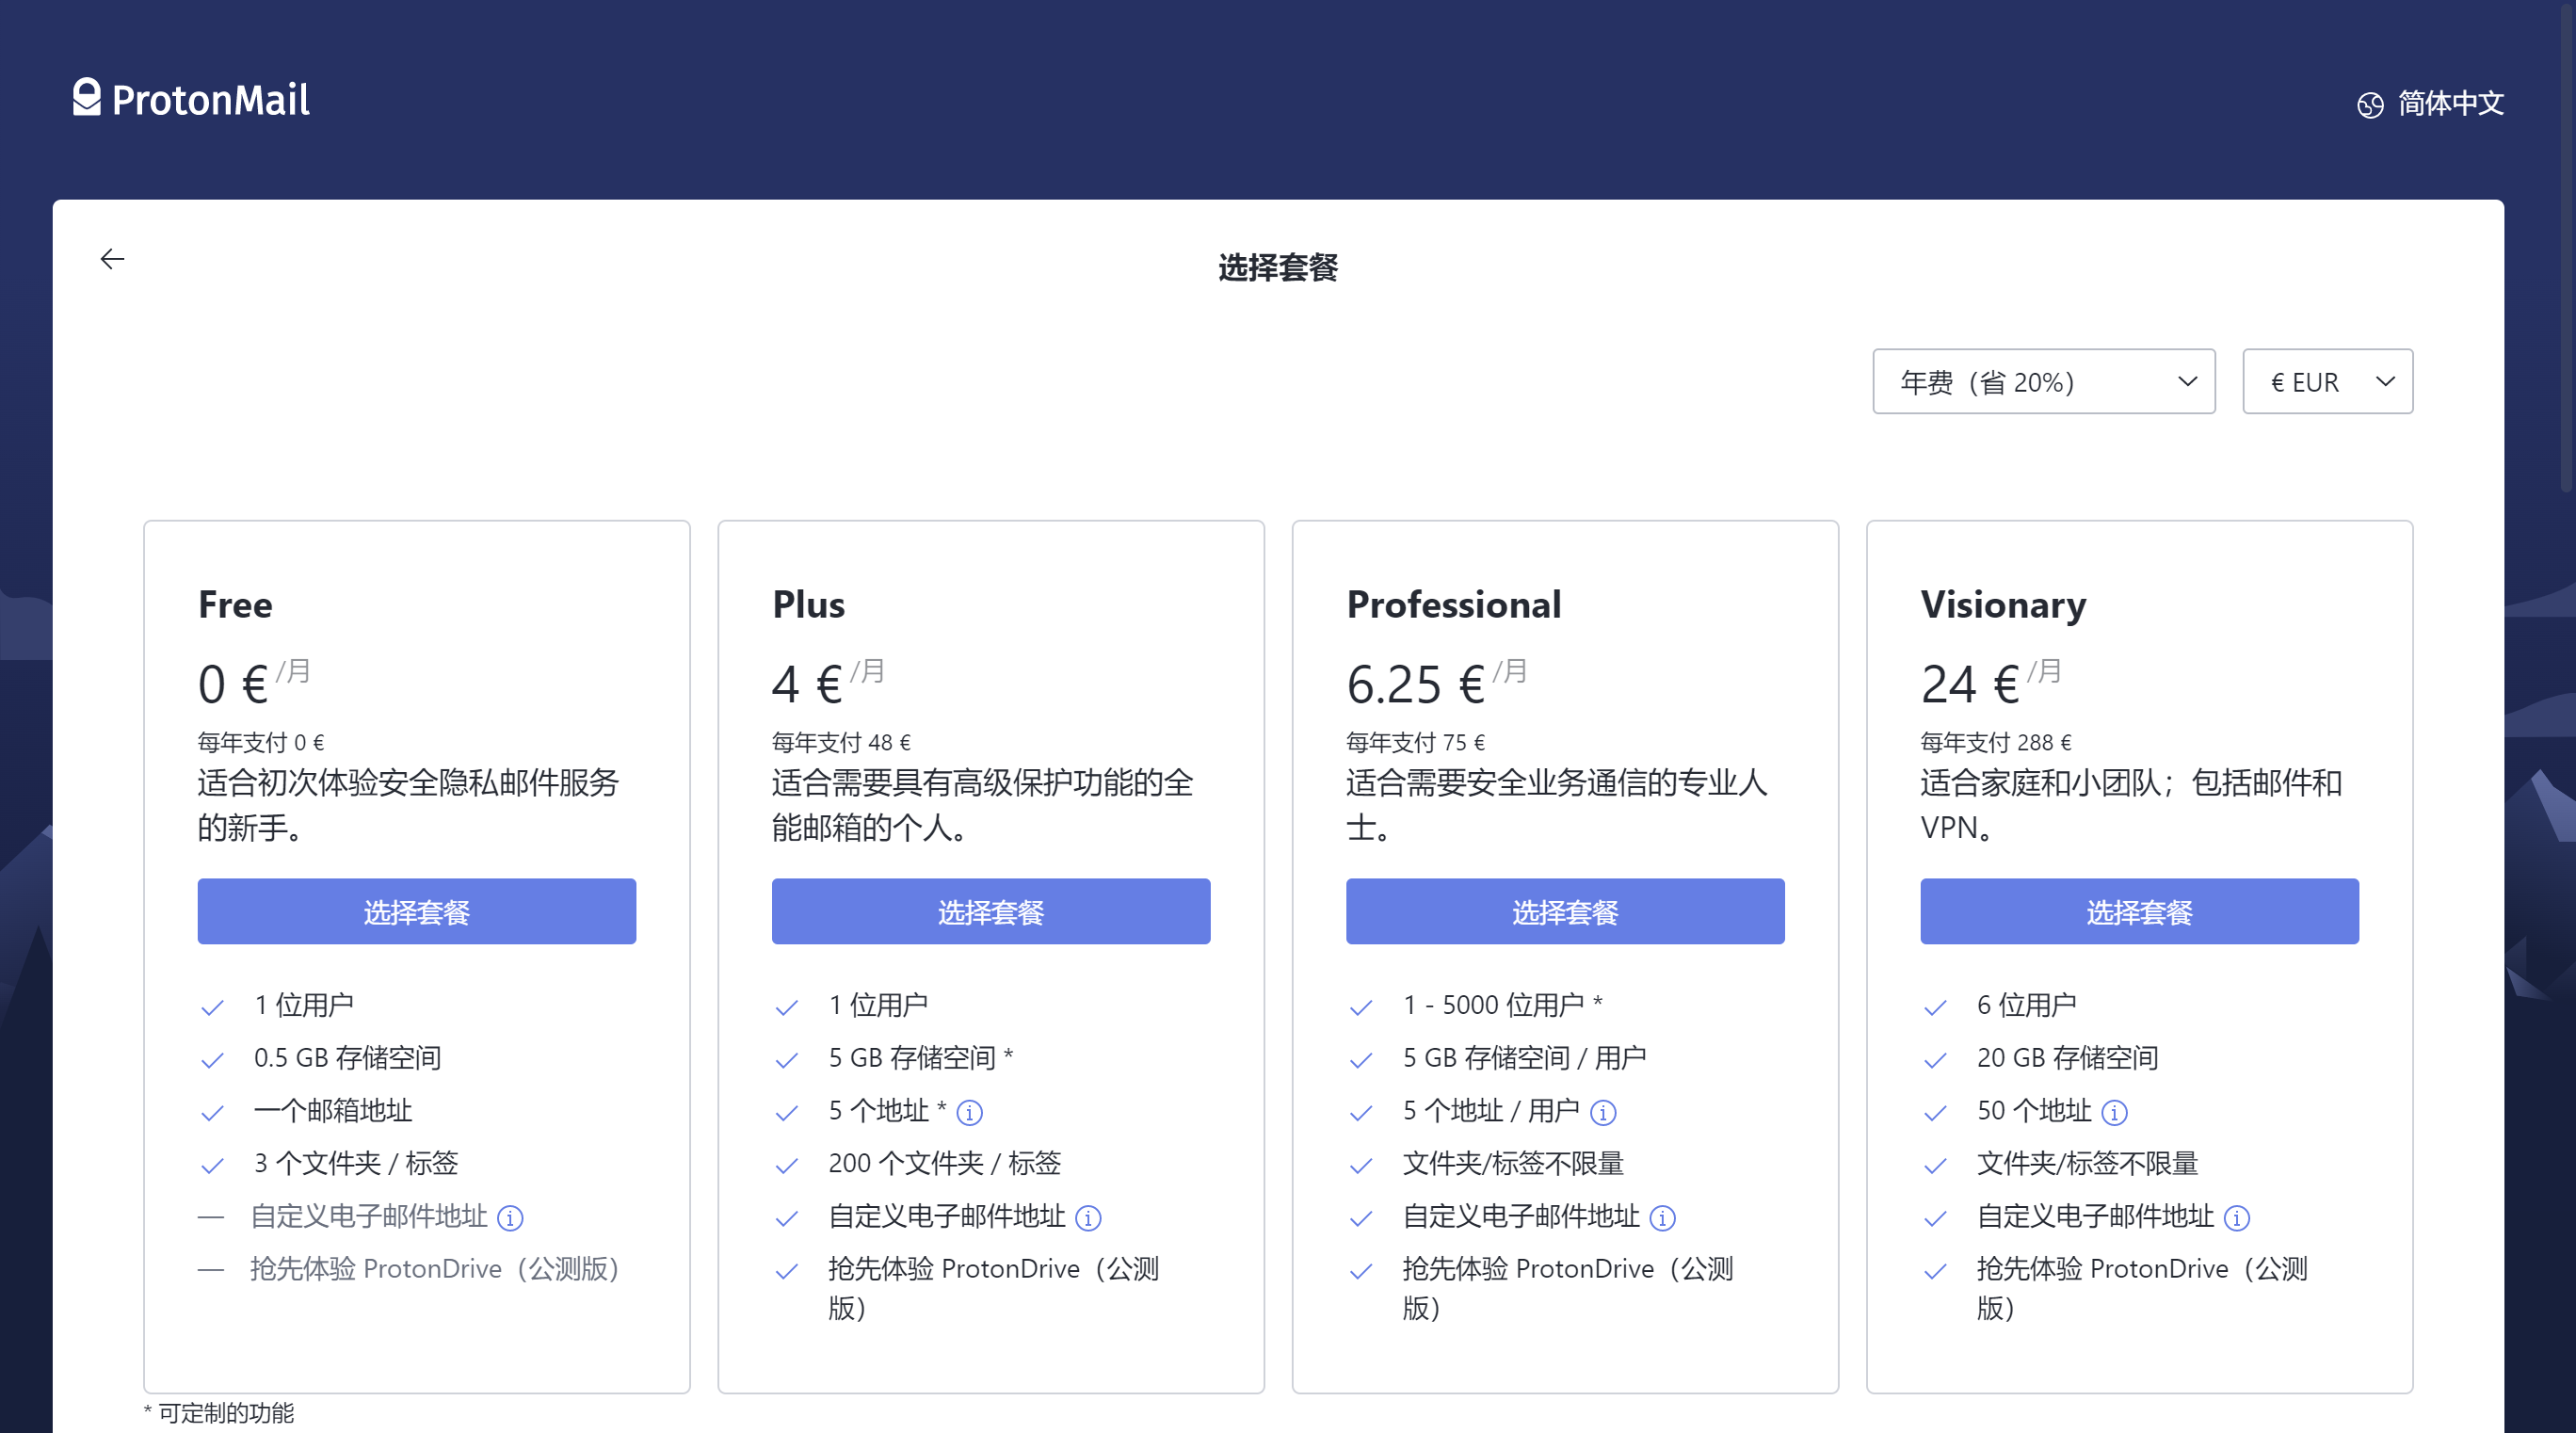 ProtonMail
简体中文
选择套餐
年费（省 20%）
€ EUR
Free
0 € /月
每年支付 0 €
适合初次体验安全隐私邮件服务
的新手。
选择套餐
1 位用户
0.5 GB 存储空间
一个邮箱地址
3 个文件夹 / 标签
自定义电子邮件地址
抢先体验 ProtonDrive（公测版）
Plus
4 € /月
每年支付 48 €
适合需要具有高级保护功能的全
能邮箱的个人。
选择套餐
1 位用户
5 GB 存储空间 *
5 个地址 *
200 个文件夹 / 标签
自定义电子邮件地址
抢先体验 ProtonDrive（公测
版）
Professional
6.25 € /月
每年支付 75 €
适合需要安全业务通信的专业人
士。
选择套餐
1 - 5000 位用户 *
5 GB 存储空间 / 用户
5 个地址 / 用户
文件夹/标签不限量
自定义电子邮件地址
抢先体验 ProtonDrive（公测
版）
Visionary
24 € /月
每年支付 288 €
适合家庭和小团队；包括邮件和
VPN。
选择套餐
6 位用户
20 GB 存储空间
50 个地址
文件夹/标签不限量
自定义电子邮件地址
抢先体验 ProtonDrive（公测
版）
* 可定制的功能